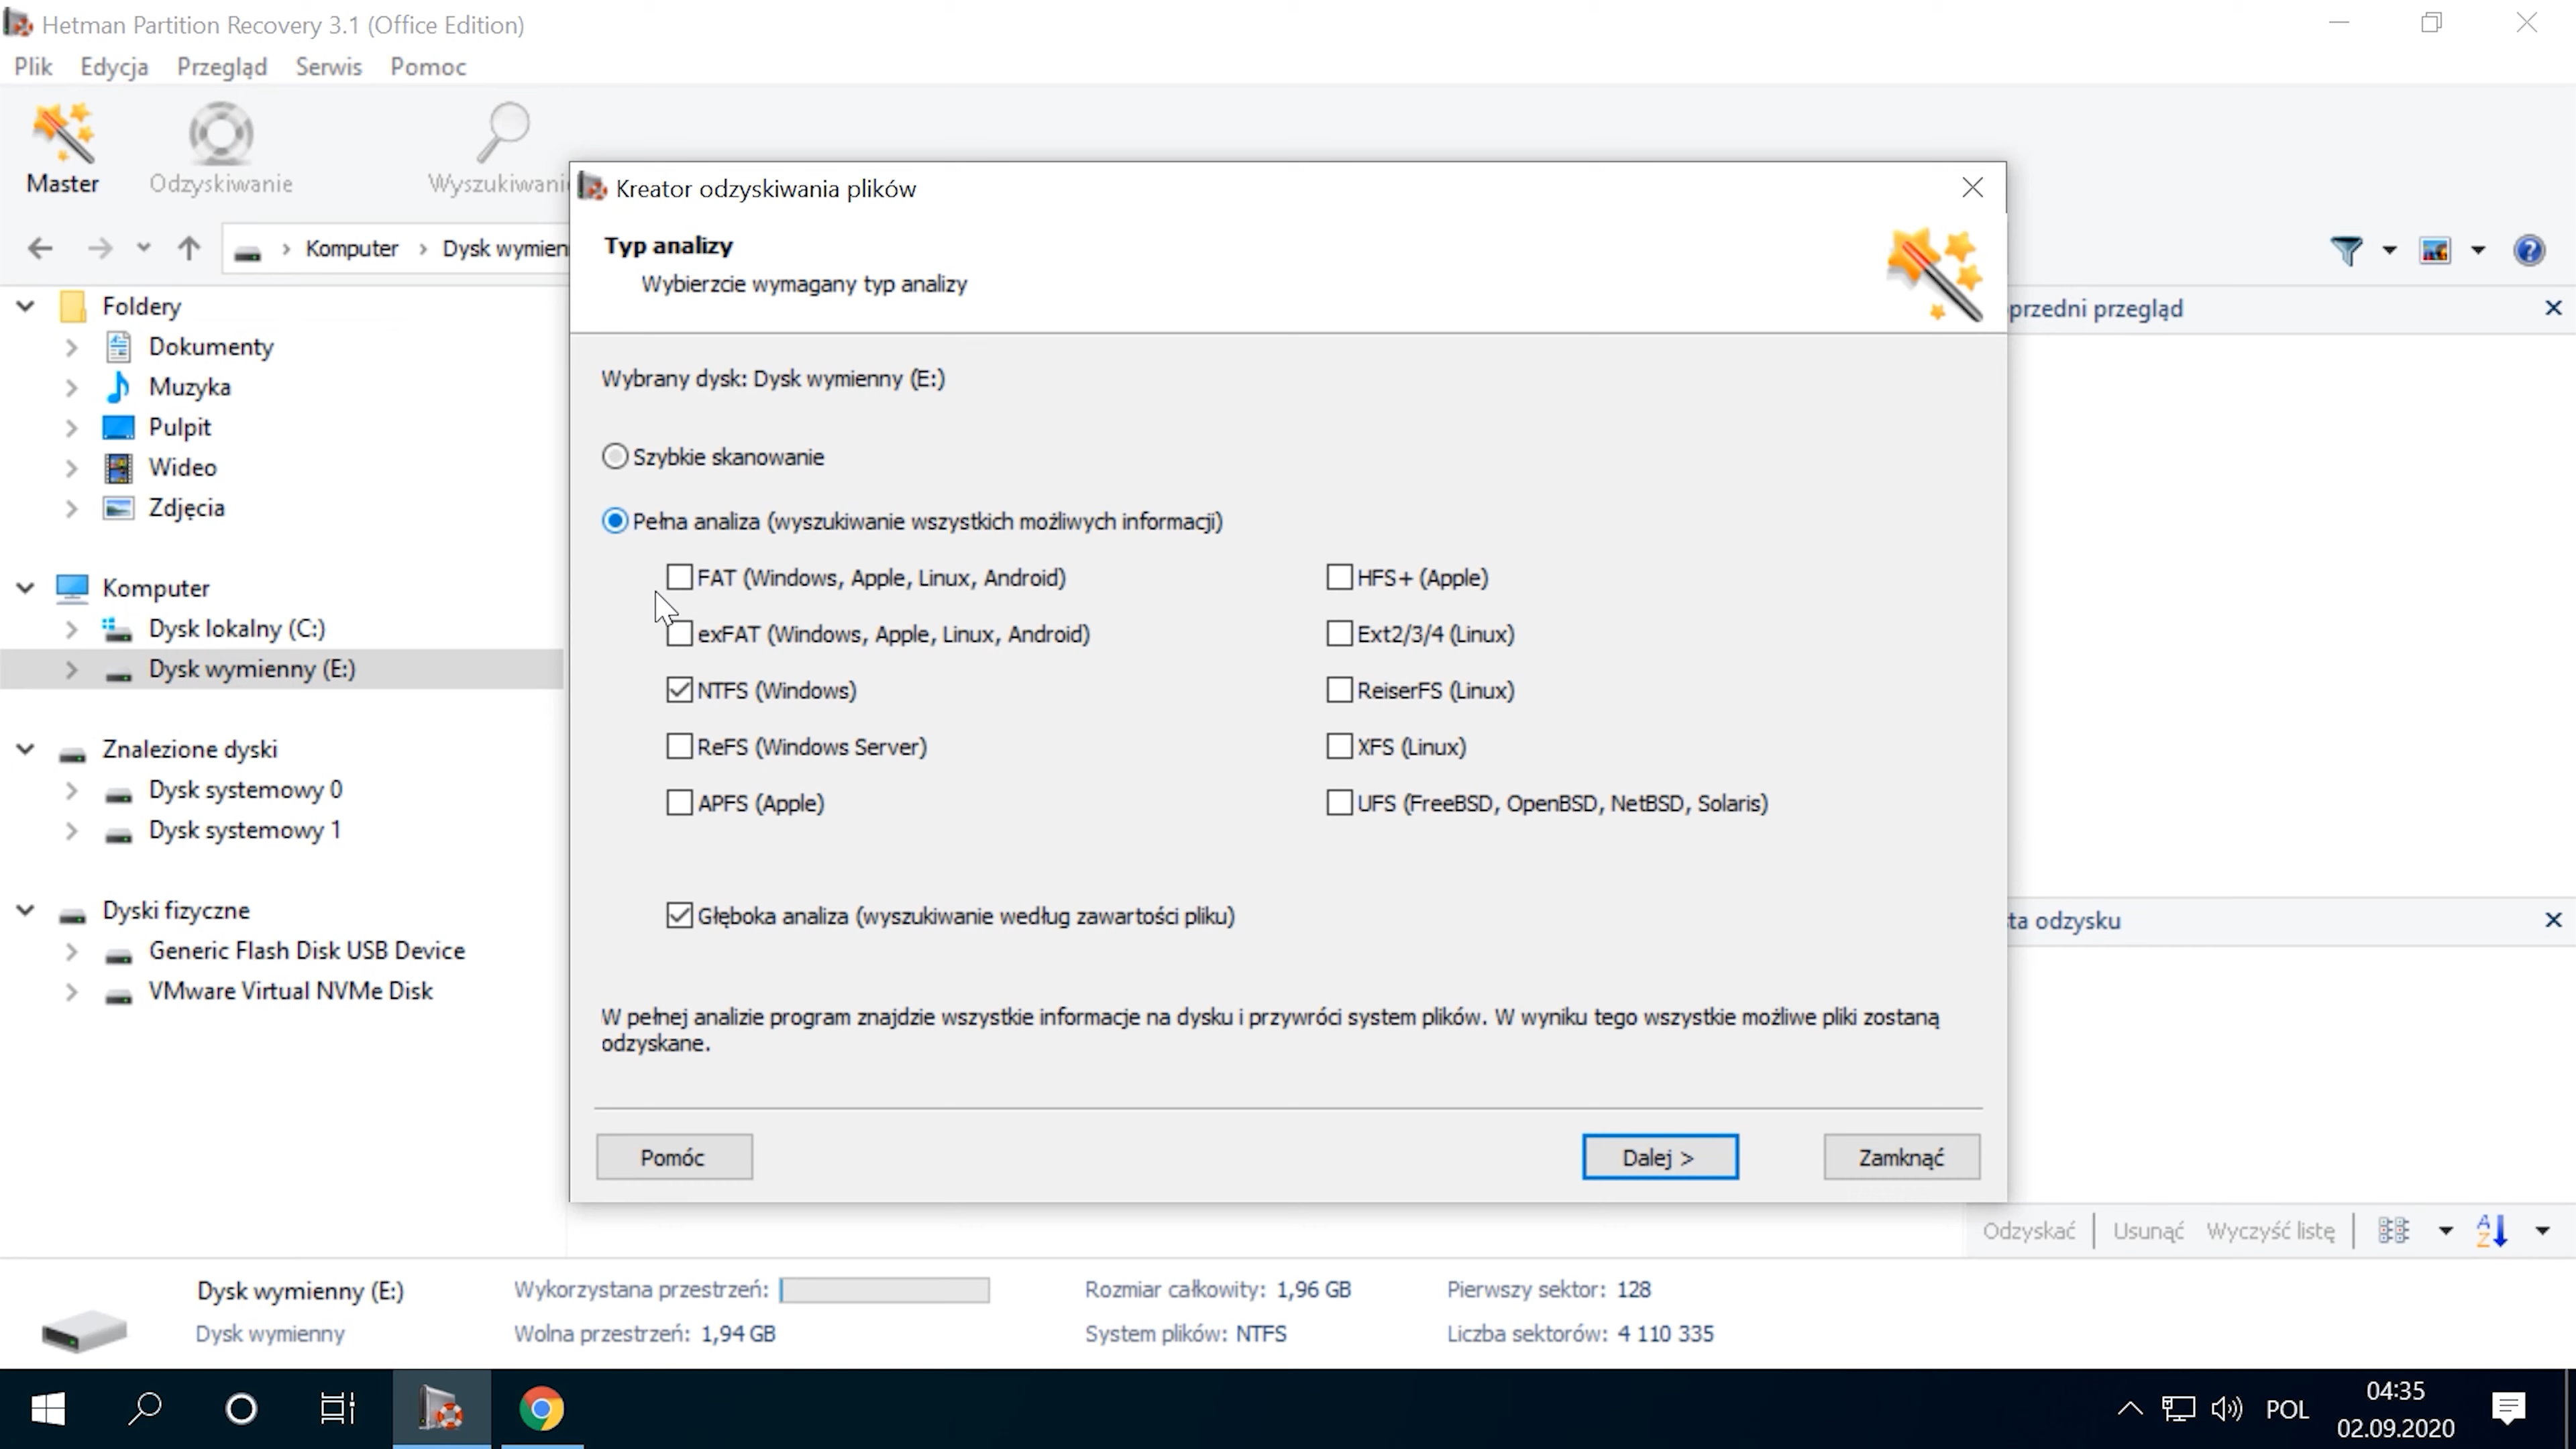 Hetman Partition Recovery 3.1 (Office Edition)
Plik Edycja Przegląd Serwis Pomoc
Master Odzyskiwanie Wyszukiwani
Komputer Dysk wymien
Foldery
Dokumenty
Muzyka
Pulpit
Wideo
Zdjęcia
Komputer
Dysk lokalny (C:)
Dysk wymienny (E:)
Znalezione dyski
Dysk systemowy 0
Dysk systemowy 1
Dyski fizyczne
Generic Flash Disk USB Device
VMware Virtual NVMe Disk
Kreator odzyskiwania plików
Typ analizy
Wybierzcie wymagany typ analizy
Wybrany dysk: Dysk wymienny (E:)
Szybkie skanowanie
Pełna analiza (wyszukiwanie wszystkich możliwych informacji)
FAT (Windows, Apple, Linux, Android)
exFAT (Windows, Apple, Linux, Android)
NTFS (Windows)
ReFS (Windows Server)
APFS (Apple)
HFS+ (Apple)
Ext2/3/4 (Linux)
ReiserFS (Linux)
XFS (Linux)
UFS (FreeBSD, OpenBSD, NetBSD, Solaris)
Głęboka analiza (wyszukiwanie według zawartości pliku)
W pełnej analizie program znajdzie wszystkie informacje na dysku i przywróci system plików. W wyniku tego wszystkie możliwe pliki zostaną
odzyskane.
Pomóc Dalej > Zamknąć
przedni przegląd
ta odzysku
Odzyskać Usunąć Wyczyść listę
Dysk wymienny (E:)
Dysk wymienny
Wykorzystana przestrzeń:
Wolna przestrzeń: 1,94 GB
Rozmiar całkowity: 1,96 GB
System plików: NTFS
Pierwszy sektor: 128
Liczba sektorów: 4 110 335
POL
04:35
02.09.2020